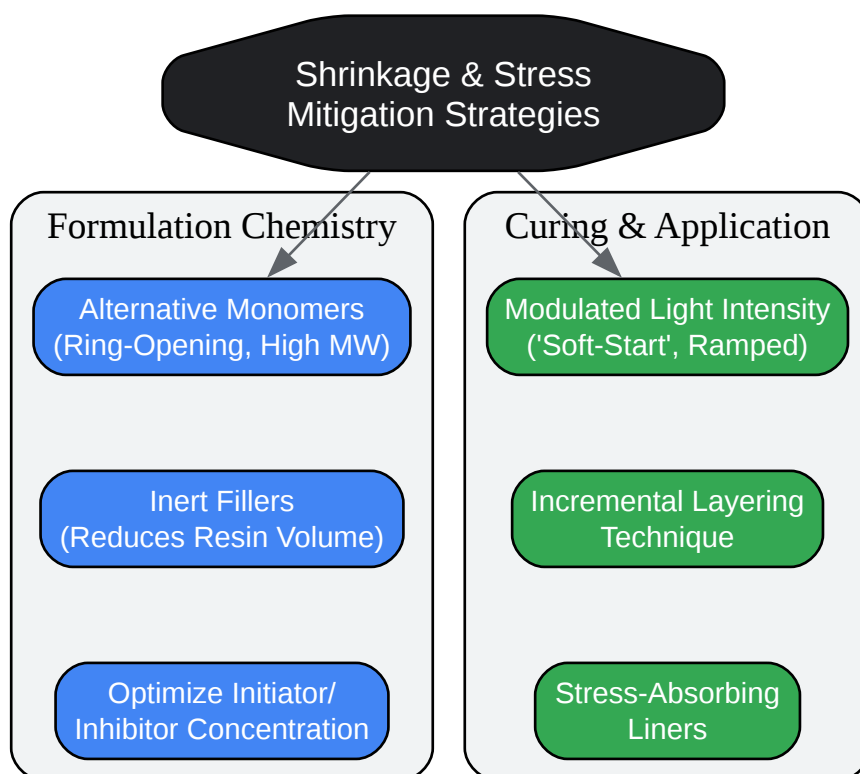 Shrinkage & Stress
Mitigation Strategies
Formulation Chemistry
Alternative Monomers
(Ring-Opening, High MW)
Inert Fillers
(Reduces Resin Volume)
Optimize Initiator/
Inhibitor Concentration
Curing & Application
Modulated Light Intensity
('Soft-Start', Ramped)
Incremental Layering
Technique
Stress-Absorbing
Liners